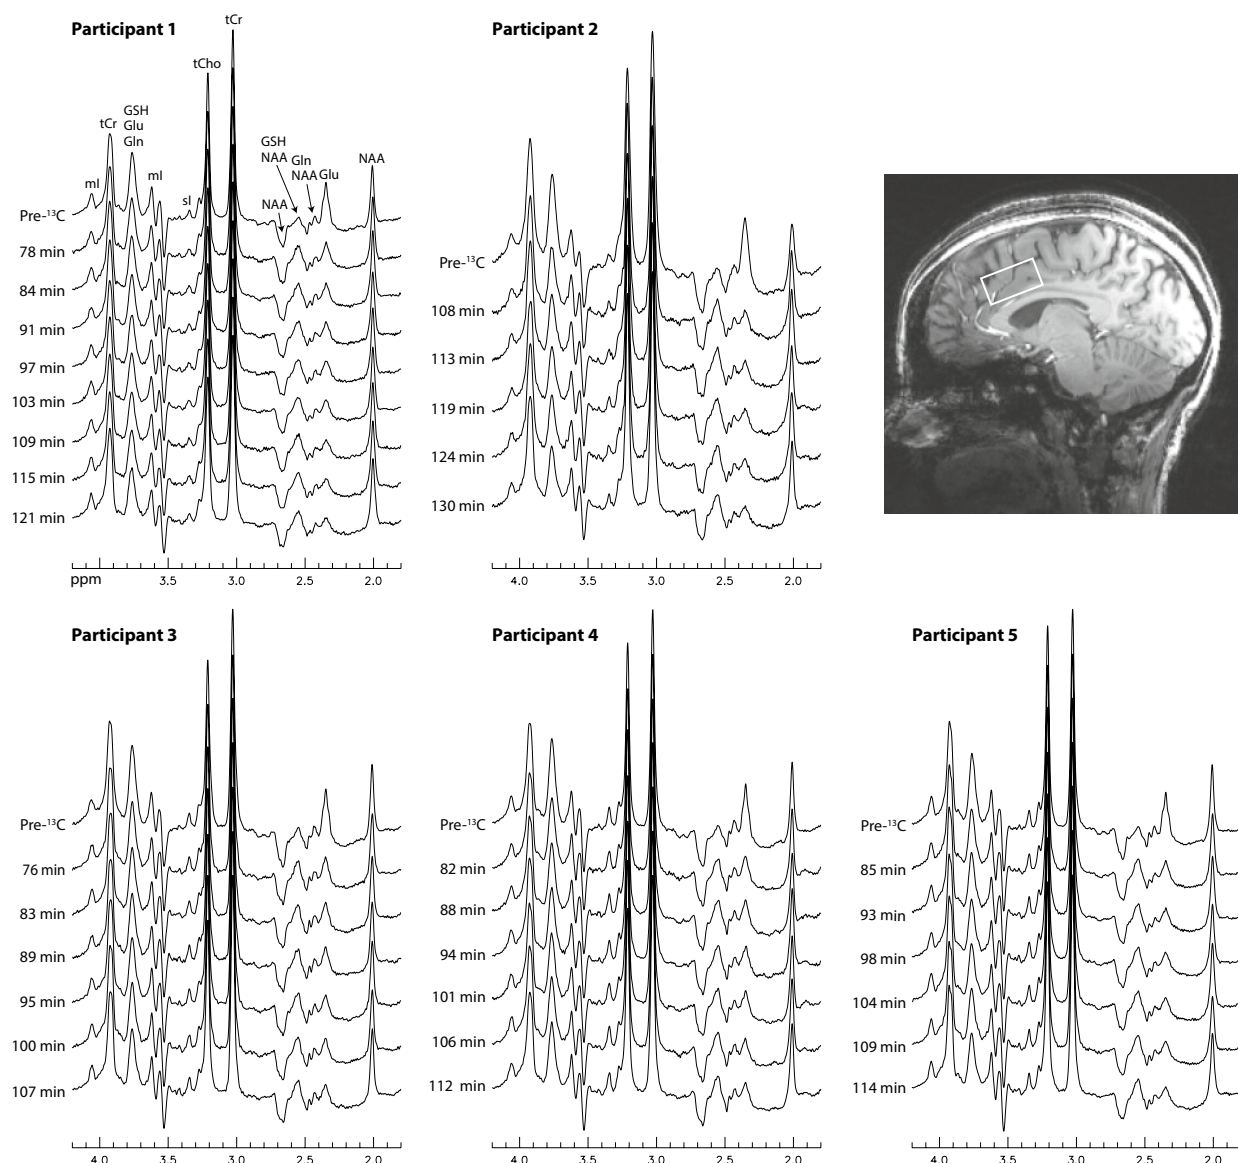 Participant 1
tCr
tCho
GSH
Glu
Gln
tCr
mI
mI
sI
GSH
NAA
Gln
NAA
Glu
NAA
NAA
Pre-¹³C
78 min
84 min
91 min
97 min
103 min
109 min
115 min
121 min
ppm
3.5 3.0 2.5 2.0
Participant 2
Pre-¹³C
108 min
113 min
119 min
124 min
130 min
4.0 3.5 3.0 2.5 2.0
Participant 3
Pre-¹³C
76 min
83 min
89 min
95 min
100 min
107 min
4.0 3.5 3.0 2.5 2.0
Participant 4
Pre-¹³C
82 min
88 min
94 min
101 min
106 min
112 min
4.0 3.5 3.0 2.5 2.0
Participant 5
Pre-¹³C
85 min
93 min
98 min
104 min
109 min
114 min
4.0 3.5 3.0 2.5 2.0